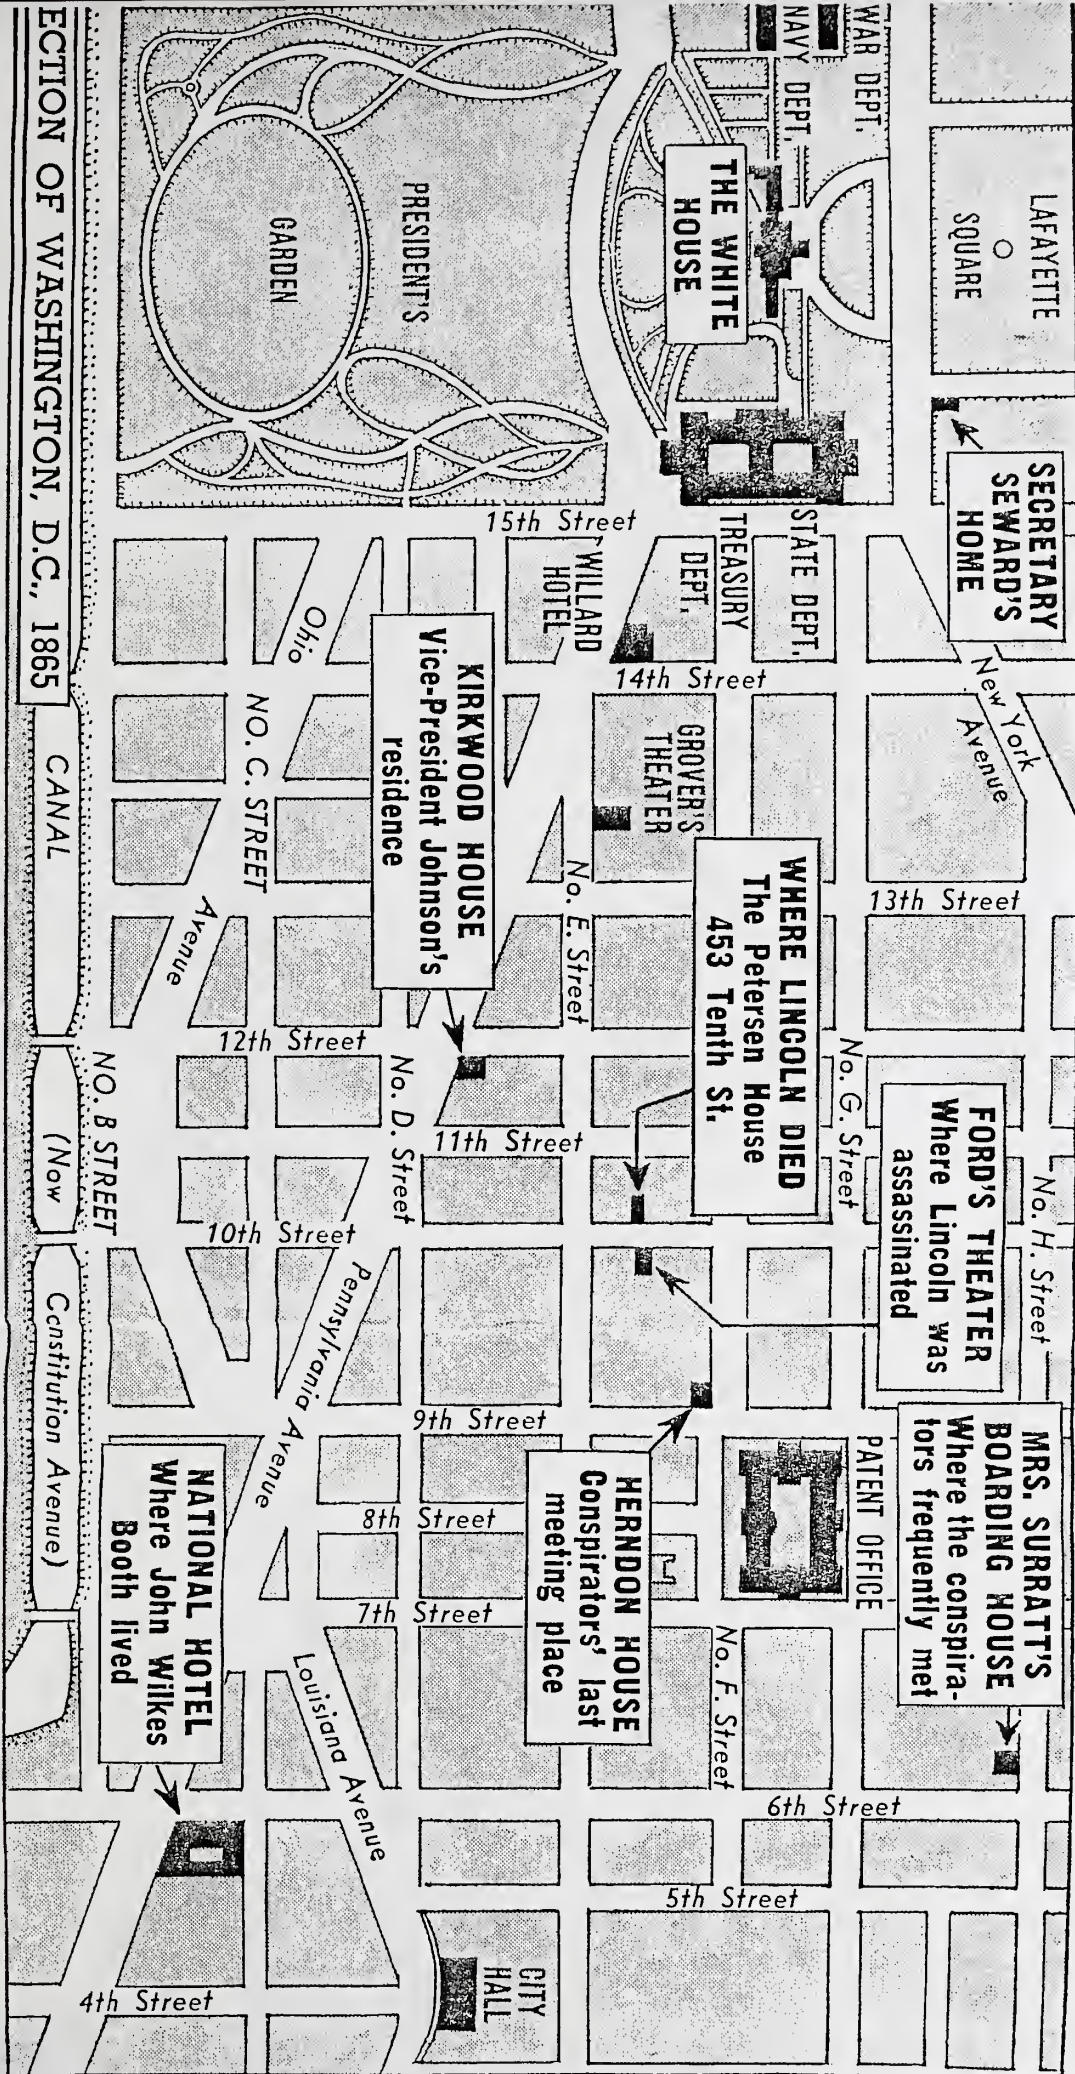 WAR DEPT.
NAVY DEPT.
LAFAYETTE
SQUARE
THE WHITE
HOUSE
PRESIDENT'S
GARDEN
SECRETARY
SEWARD'S
HOME
15th Street
STATE DEPT.
TREASURY
DEPT.
WILLARD
HOTEL
Ohio
Avenue
New York
Avenue
14th Street
GROVER'S
THEATER
KIRKWOOD HOUSE
Vice-President Johnson's
residence
NO. C. STREET
No. E. Street
13th Street
WHERE LINCOLN DIED
The Petersen House
453 Tenth St.
12th Street
No. D. Street
No. G. Street
11th Street
FORD'S THEATER
Where Lincoln was
assassinated
No. H. Street
10th Street
Pennsylvania Avenue
9th Street
MRS. SURRATT'S
BOARDING HOUSE
Where the conspira-
tors frequently met
PATENT OFFICE
HERNDON HOUSE
Conspirators' last
meeting place
8th Street
7th Street
No. F. Street
NATIONAL HOTEL
Where John Wilkes
Booth lived
Louisiana Avenue
6th Street
5th Street
CITY
HALL
4th Street
NO. B STREET
CANAL
(Now
Constitution Avenue)
ECTION OF WASHINGTON, D.C., 1865